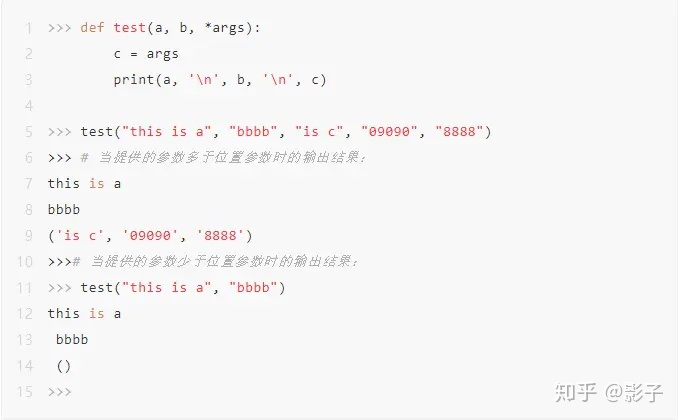 1 >>> def test(a, b, *args):
2         c = args
3         print(a, '\n', b, '\n', c)
4
5 >>> test("this is a", "bbbb", "is c", "09090", "8888")
6 >>> # 当提供的参数多于位置参数时的输出结果：
7 this is a
8 bbbb
9 ('is c', '09090', '8888')
10 >>># 当提供的参数少于位置参数时的输出结果：
11 >>> test("this is a", "bbbb")
12 this is a
13  bbbb
14  ()
15 >>>
知乎 @影子